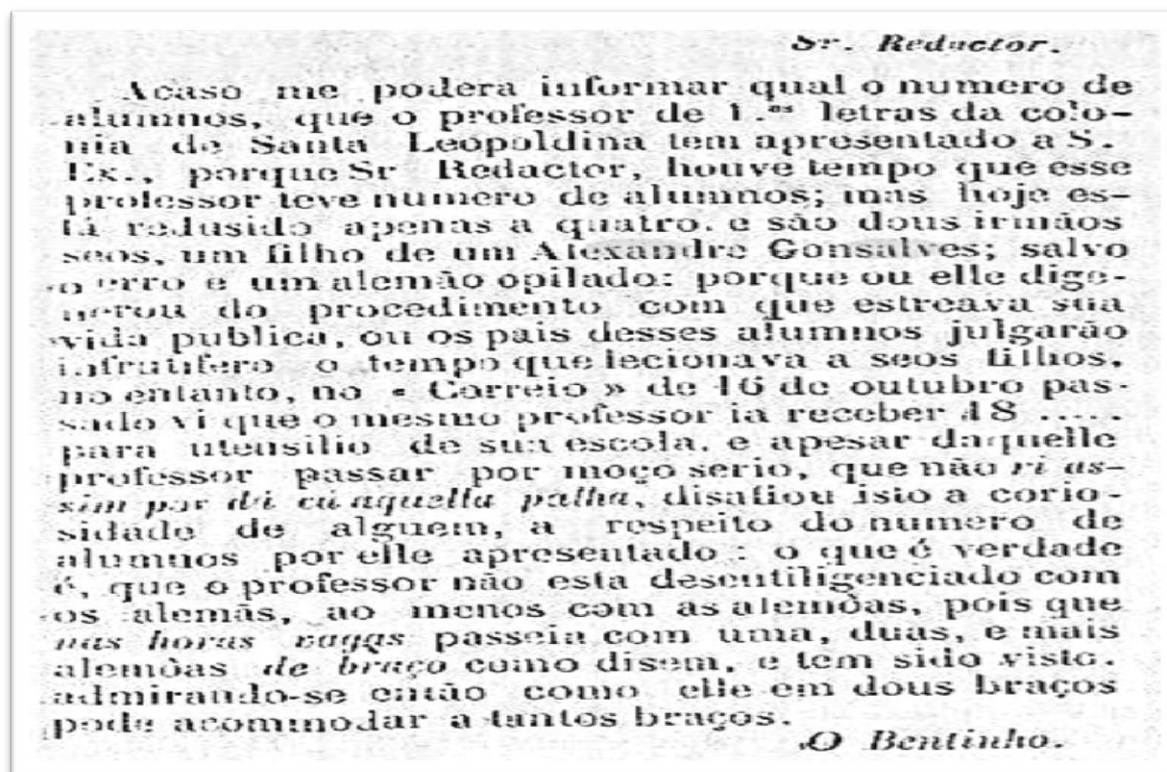 Sr. Redactor.
Acaso me podera informar qual o numero de
alumnos, que o professor de 1.as letras da colo-
nia de Santa Leopoldina tem apresentado a S.
Ex., porque Sr Redactor, houve tempo que esse
professor teve numero de alumnos; mas hoje es-
tá redusido apenas a quatro. e são dous irmãos
seos, um filho de um Alexandre Gonsalves; salvo
o erro e um alemão opilado: porque ou elle dige-
nerou do procedimento com que estreava sua
vida publica, ou os pais desses alumnos julgarão
infrutifero o tempo que lecionava a seos filhos,
no entanto, no « Correio » de 16 de outubro pas-
sado vi que o mesmo professor ia receber 48 .....
para utensilio de sua escola. e apesar daquelle
professor passar por moço serio, que não ri as-
sim por dá cá aquella palha, disafiou isto a corio-
sidade de alguem, a respeito do numero de
alumnos por elle apresentado : o que é verdade
é, que o professor não esta descutiligenciado com
os alemãs, ao menos com as alemôas, pois que
nas horas vagas passeia com uma, duas, e mais
alemôas de braço como disem, e tem sido visto.
admirando-se então como elle em dous braços
pode acommodar a tantos braços.
O Bentinho.